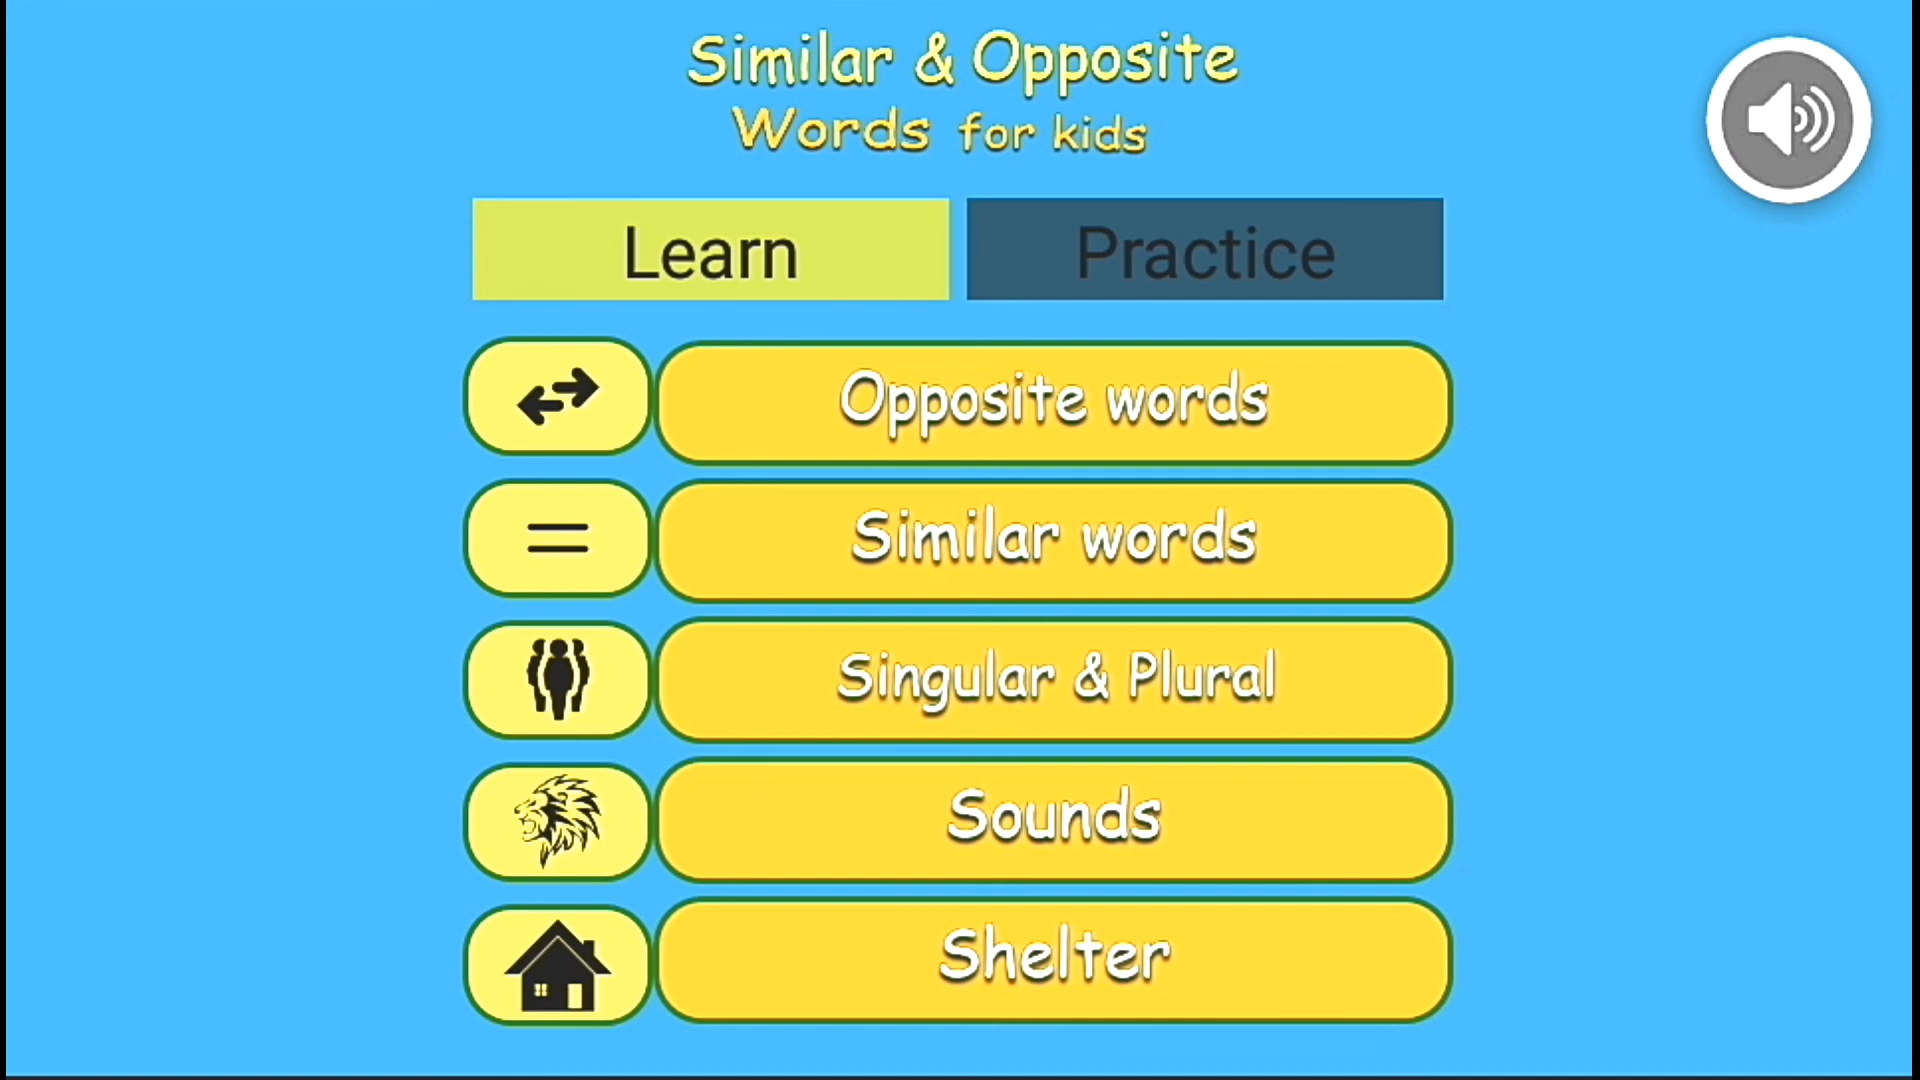 Similar & Opposite
Words for kids
Learn
Practice
Opposite words
Similar words
Singular & Plural
Sounds
Shelter